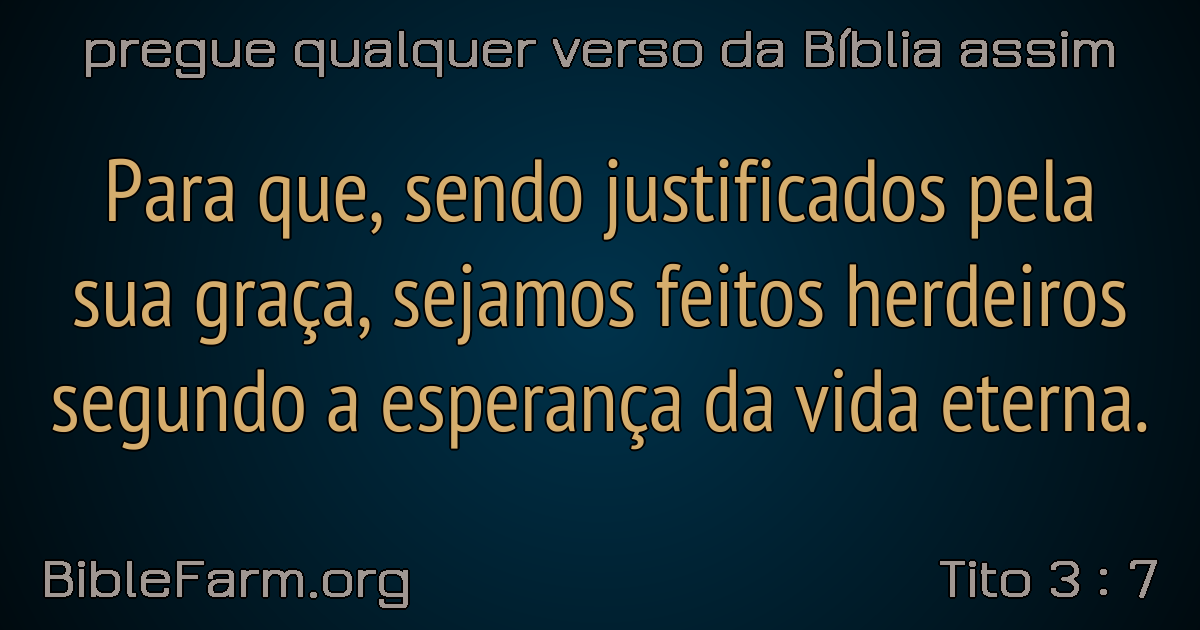 pregue qualquer verso da Bíblia assim
Para que, sendo justificados pela
sua graça, sejamos feitos herdeiros
segundo a esperança da vida eterna.
BibleFarm.org
Tito 3 : 7